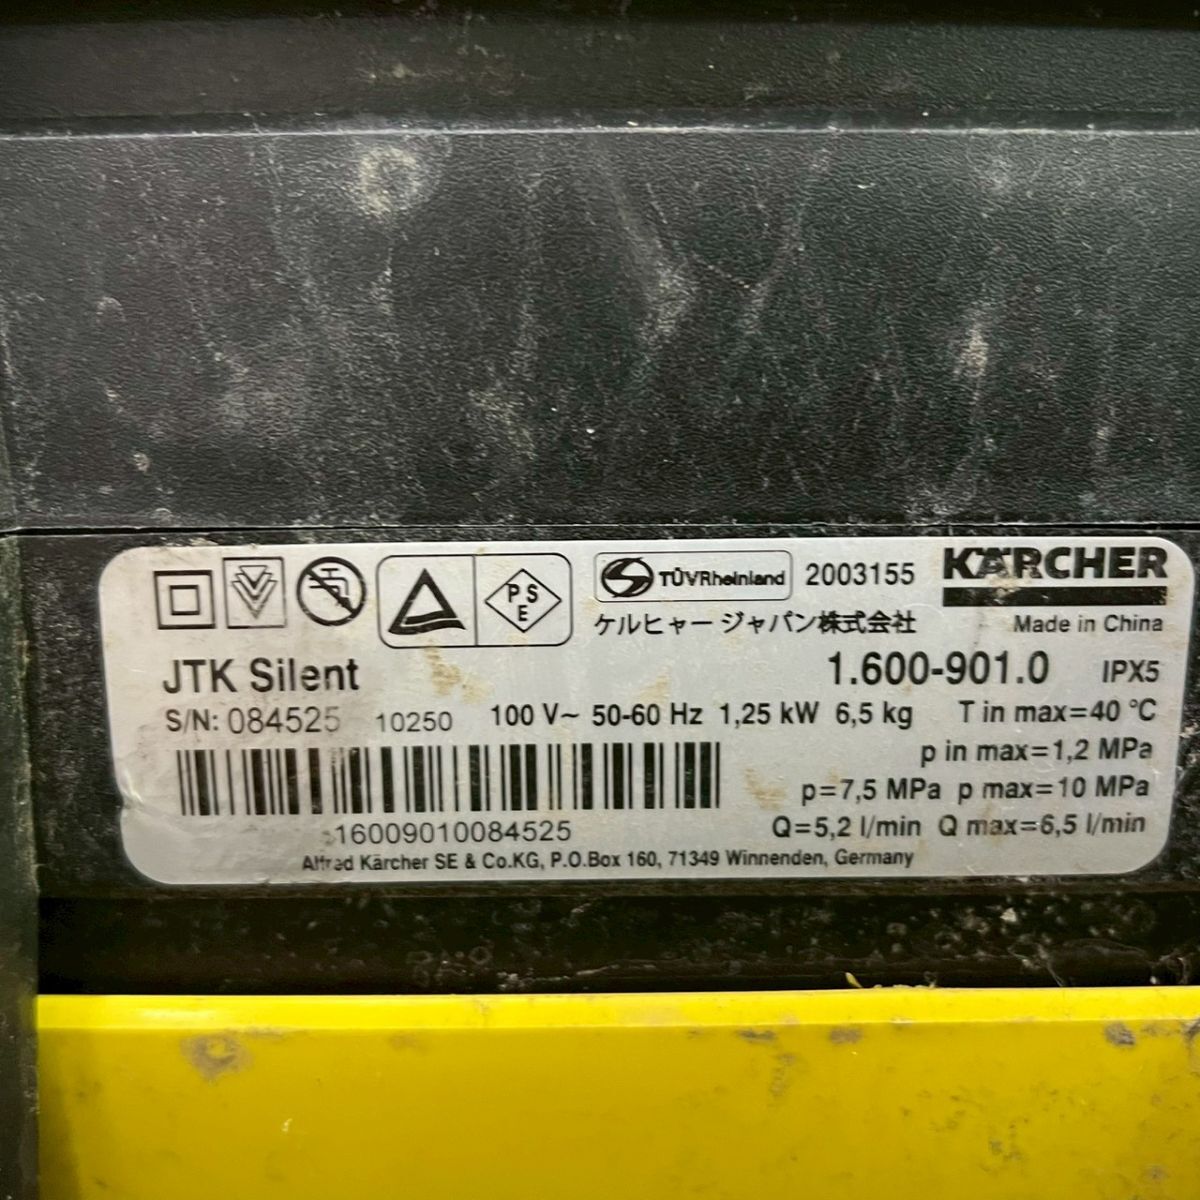 PS
E
TÜVRheinland 2003155 KÄRCHER
ケルヒャー ジャパン株式会社 Made in China
JTK Silent 1.600-901.0 IPX5
S/N: 084525 10250 100 V~ 50-60 Hz 1,25 kW 6,5 kg T in max=40 °C
p in max=1,2 MPa
p=7,5 MPa p max=10 MPa
16009010084525 Q=5,2 l/min Q max=6,5 l/min
Alfred Kärcher SE & Co.KG, P.O.Box 160, 71349 Winnenden, Germany